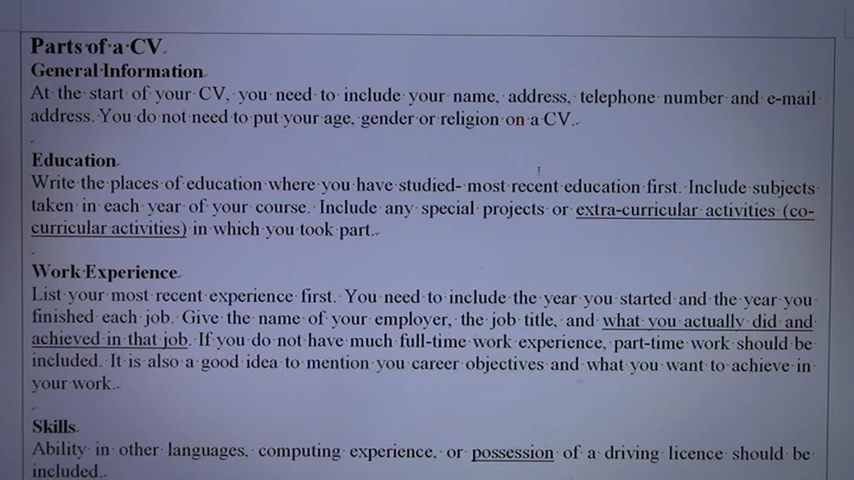 Parts of a CV
General Information
At the start of your CV, you need to include your name, address, telephone number and e-mail
address. You do not need to put your age, gender or religion on a CV.
Education
Write the places of education where you have studied- most recent education first. Include subjects
taken in each year of your course. Include any special projects or extra-curricular activities (co-
curricular activities) in which you took part.
Work Experience
List your most recent experience first. You need to include the year you started and the year you
finished each job. Give the name of your employer, the job title, and what you actually did and
achieved in that job. If you do not have much full-time work experience, part-time work should be
included. It is also a good idea to mention you career objectives and what you want to achieve in
your work.
Skills
Ability in other languages, computing experience, or possession of a driving licence should be
included.